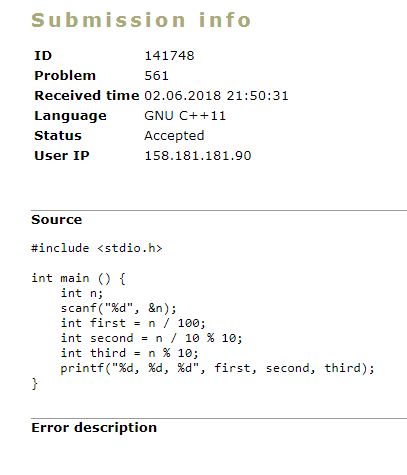 Submission info
ID 141748
Problem 561
Received time 02.06.2018 21:50:31
Language GNU C++11
Status Accepted
User IP 158.181.181.90
Source
#include <stdio.h>
int main () {
    int n;
    scanf("%d", &n);
    int first = n / 100;
    int second = n / 10 % 10;
    int third = n % 10;
    printf("%d, %d, %d", first, second, third);
}
Error description